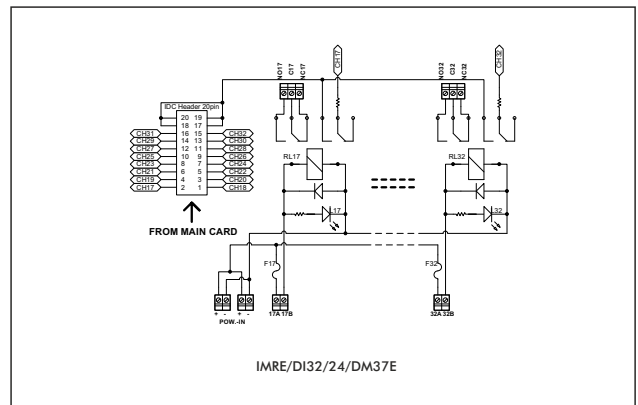 NO17 C17 NC17
CH17
NO32 C32 NC32
CH32
IDC Header 20pin
20 19
18 17
CH31 16 15 CH32
CH29 14 13 CH30
CH27 12 11 CH28
CH25 10 9 CH26
CH23 8 7 CH24
CH21 6 5 CH22
CH19 4 3 CH20
CH17 2 1 CH18
FROM MAIN CARD
RL17
RL32
L17
L32
F17
F32
+ - + -
POW.-IN
17A 17B
32A 32B
IMRE/DI32/24/DM37E